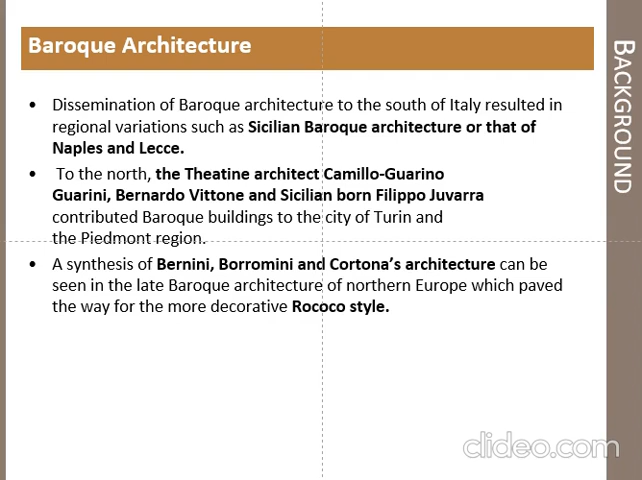 Baroque Architecture
BACKGROUND
• Dissemination of Baroque architecture to the south of Italy resulted in
regional variations such as Sicilian Baroque architecture or that of
Naples and Lecce.
• To the north, the Theatine architect Camillo-Guarino
Guarini, Bernardo Vittone and Sicilian born Filippo Juvarra
contributed Baroque buildings to the city of Turin and
the Piedmont region.
• A synthesis of Bernini, Borromini and Cortona’s architecture can be
seen in the late Baroque architecture of northern Europe which paved
the way for the more decorative Rococo style.
clideo.com